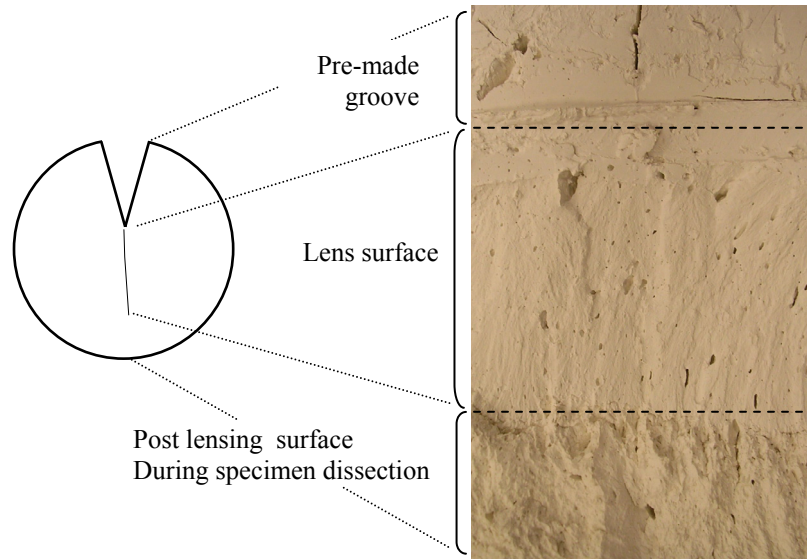 Pre-made
groove
Lens surface
Post lensing surface
During specimen dissection